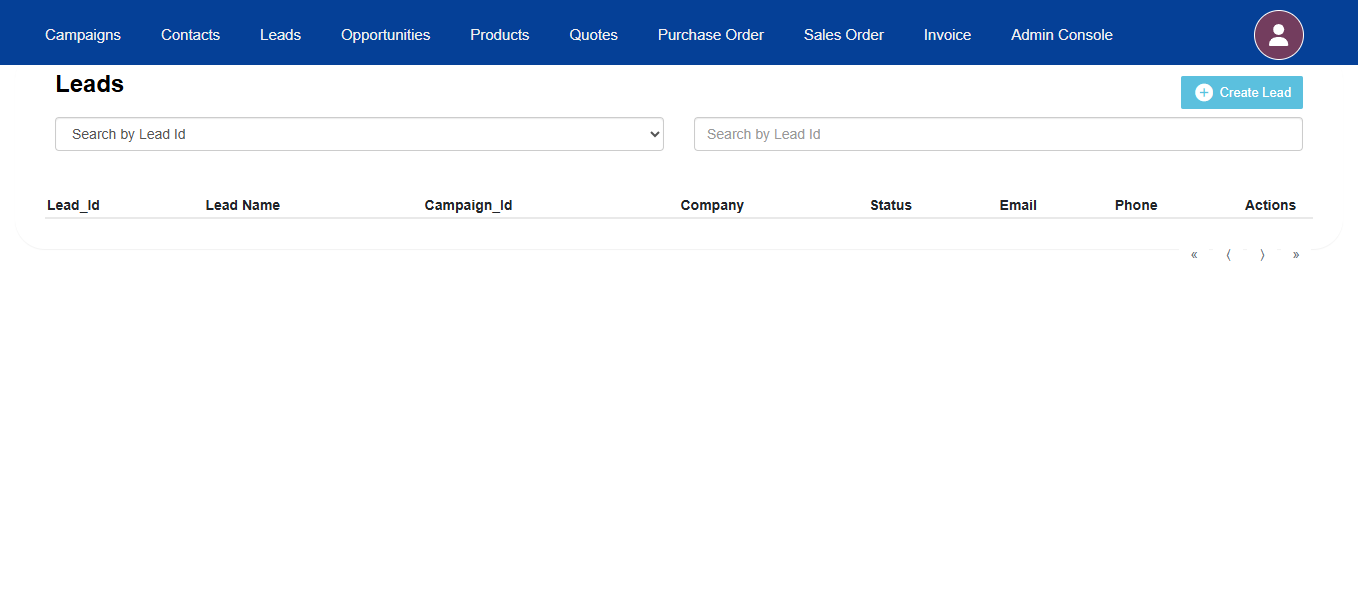 Campaigns Contacts Leads Opportunities Products Quotes Purchase Order Sales Order Invoice Admin Console
Leads
Create Lead
Search by Lead Id Search by Lead Id
Lead_Id Lead Name Campaign_Id Company Status Email Phone Actions
« ⟨ ⟩ »